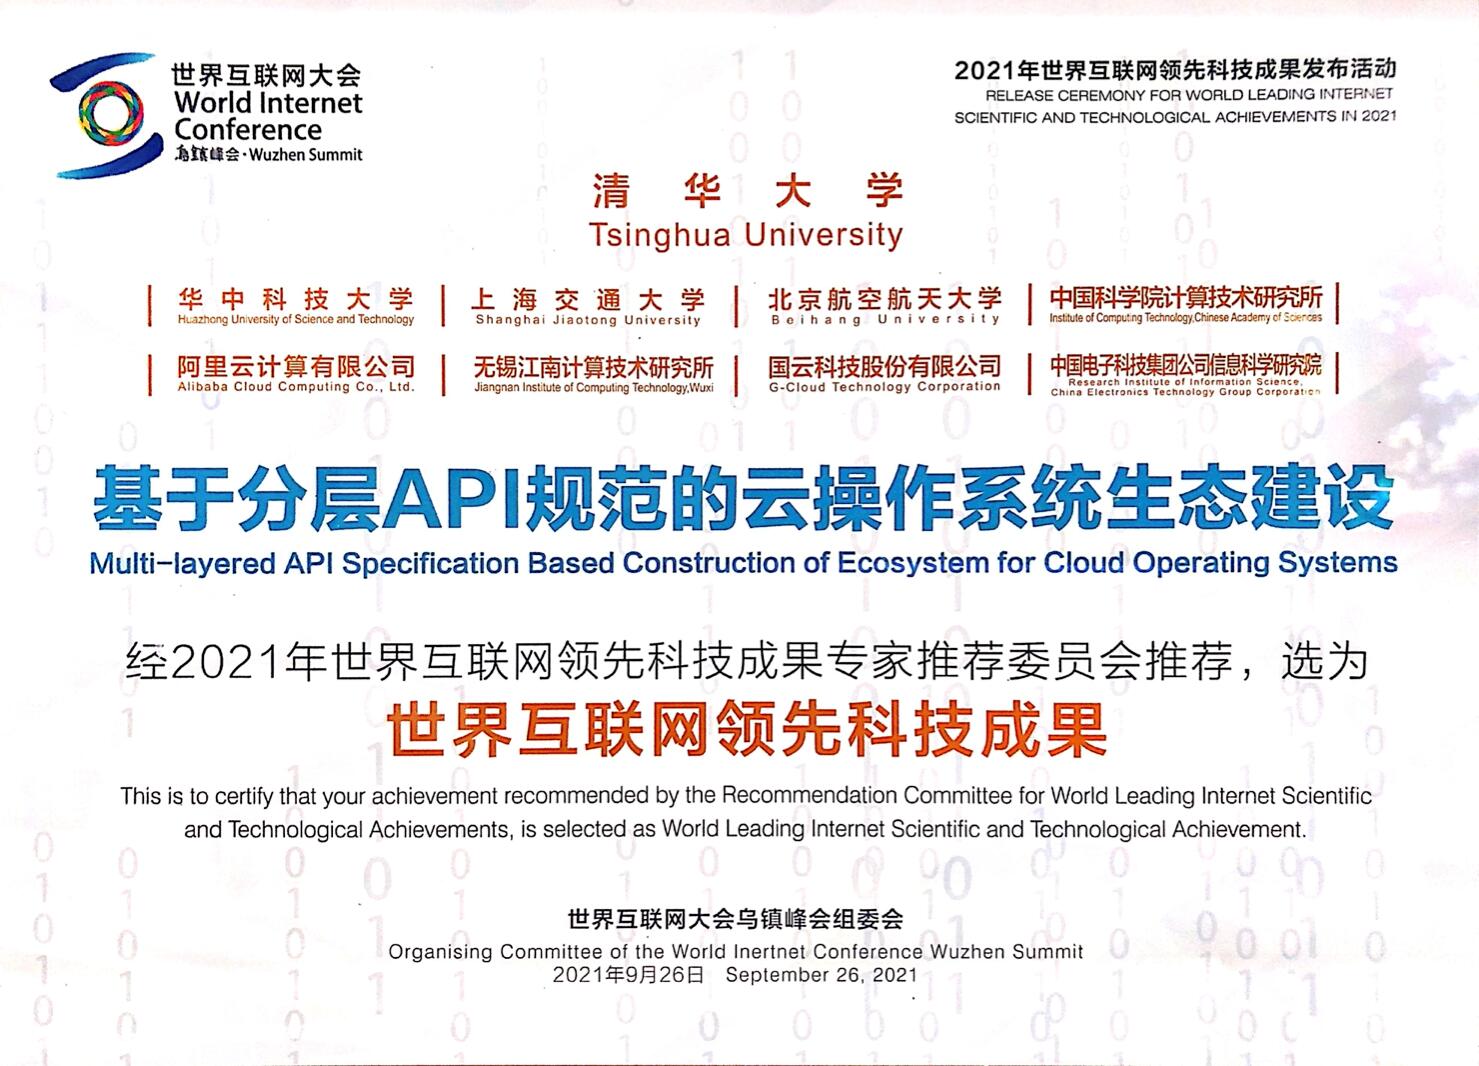 世界互联网大会
World Internet
Conference
乌镇峰会·Wuzhen Summit
2021年世界互联网领先科技成果发布活动
RELEASE CEREMONY FOR WORLD LEADING INTERNET
SCIENTIFIC AND TECHNOLOGICAL ACHIEVEMENTS IN 2021
清华大学
Tsinghua University
华中科技大学
Huazhong University of Science and Technology
上海交通大学
Shanghai Jiaotong University
北京航空航天大学
Beihang University
中国科学院计算技术研究所
Institute of Computing Technology,Chinese Academy of Sciences
阿里云计算有限公司
Alibaba Cloud Computing Co., Ltd.
无锡江南计算技术研究所
Jiangnan Institute of Computing Technology,Wuxi
国云科技股份有限公司
G-Cloud Technology Corporation
中国电子科技集团公司信息科学研究院
Research Institute of Information Science,
China Electronics Technology Group Corporation
基于分层API规范的云操作系统生态建设
Multi-layered API Specification Based Construction of Ecosystem for Cloud Operating Systems
经2021年世界互联网领先科技成果专家推荐委员会推荐，选为
世界互联网领先科技成果
This is to certify that your achievement recommended by the Recommendation Committee for World Leading Internet Scientific
and Technological Achievements, is selected as World Leading Internet Scientific and Technological Achievement.
世界互联网大会乌镇峰会组委会
Organising Committee of the World Inertnet Conference Wuzhen Summit
2021年9月26日 September 26, 2021